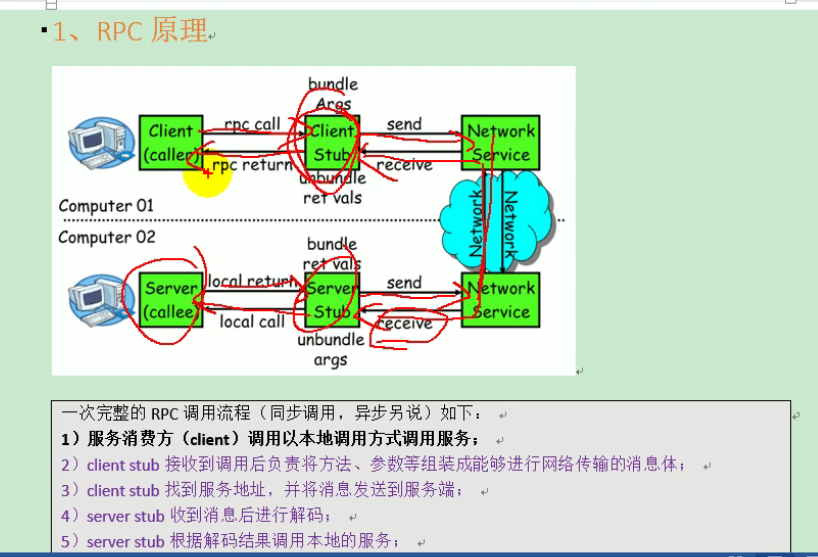 1、RPC 原理
bundle
Args
Client
(caller)
rpc call
rpc return
Client
Stub
send
receive
Network
Service
unbundle
ret vals
Computer 01
Network
Network
Computer 02
bundle
ret vals
Server
(callee)
local return
local call
Server
Stub
send
receive
Network
Service
unbundle
args
一次完整的 RPC 调用流程（同步调用，异步另说）如下：
1）服务消费方（client）调用以本地调用方式调用服务；
2）client stub 接收到调用后负责将方法、参数等组装成能够进行网络传输的消息体；
3）client stub 找到服务地址，并将消息发送到服务端；
4）server stub 收到消息后进行解码；
5）server stub 根据解码结果调用本地的服务；